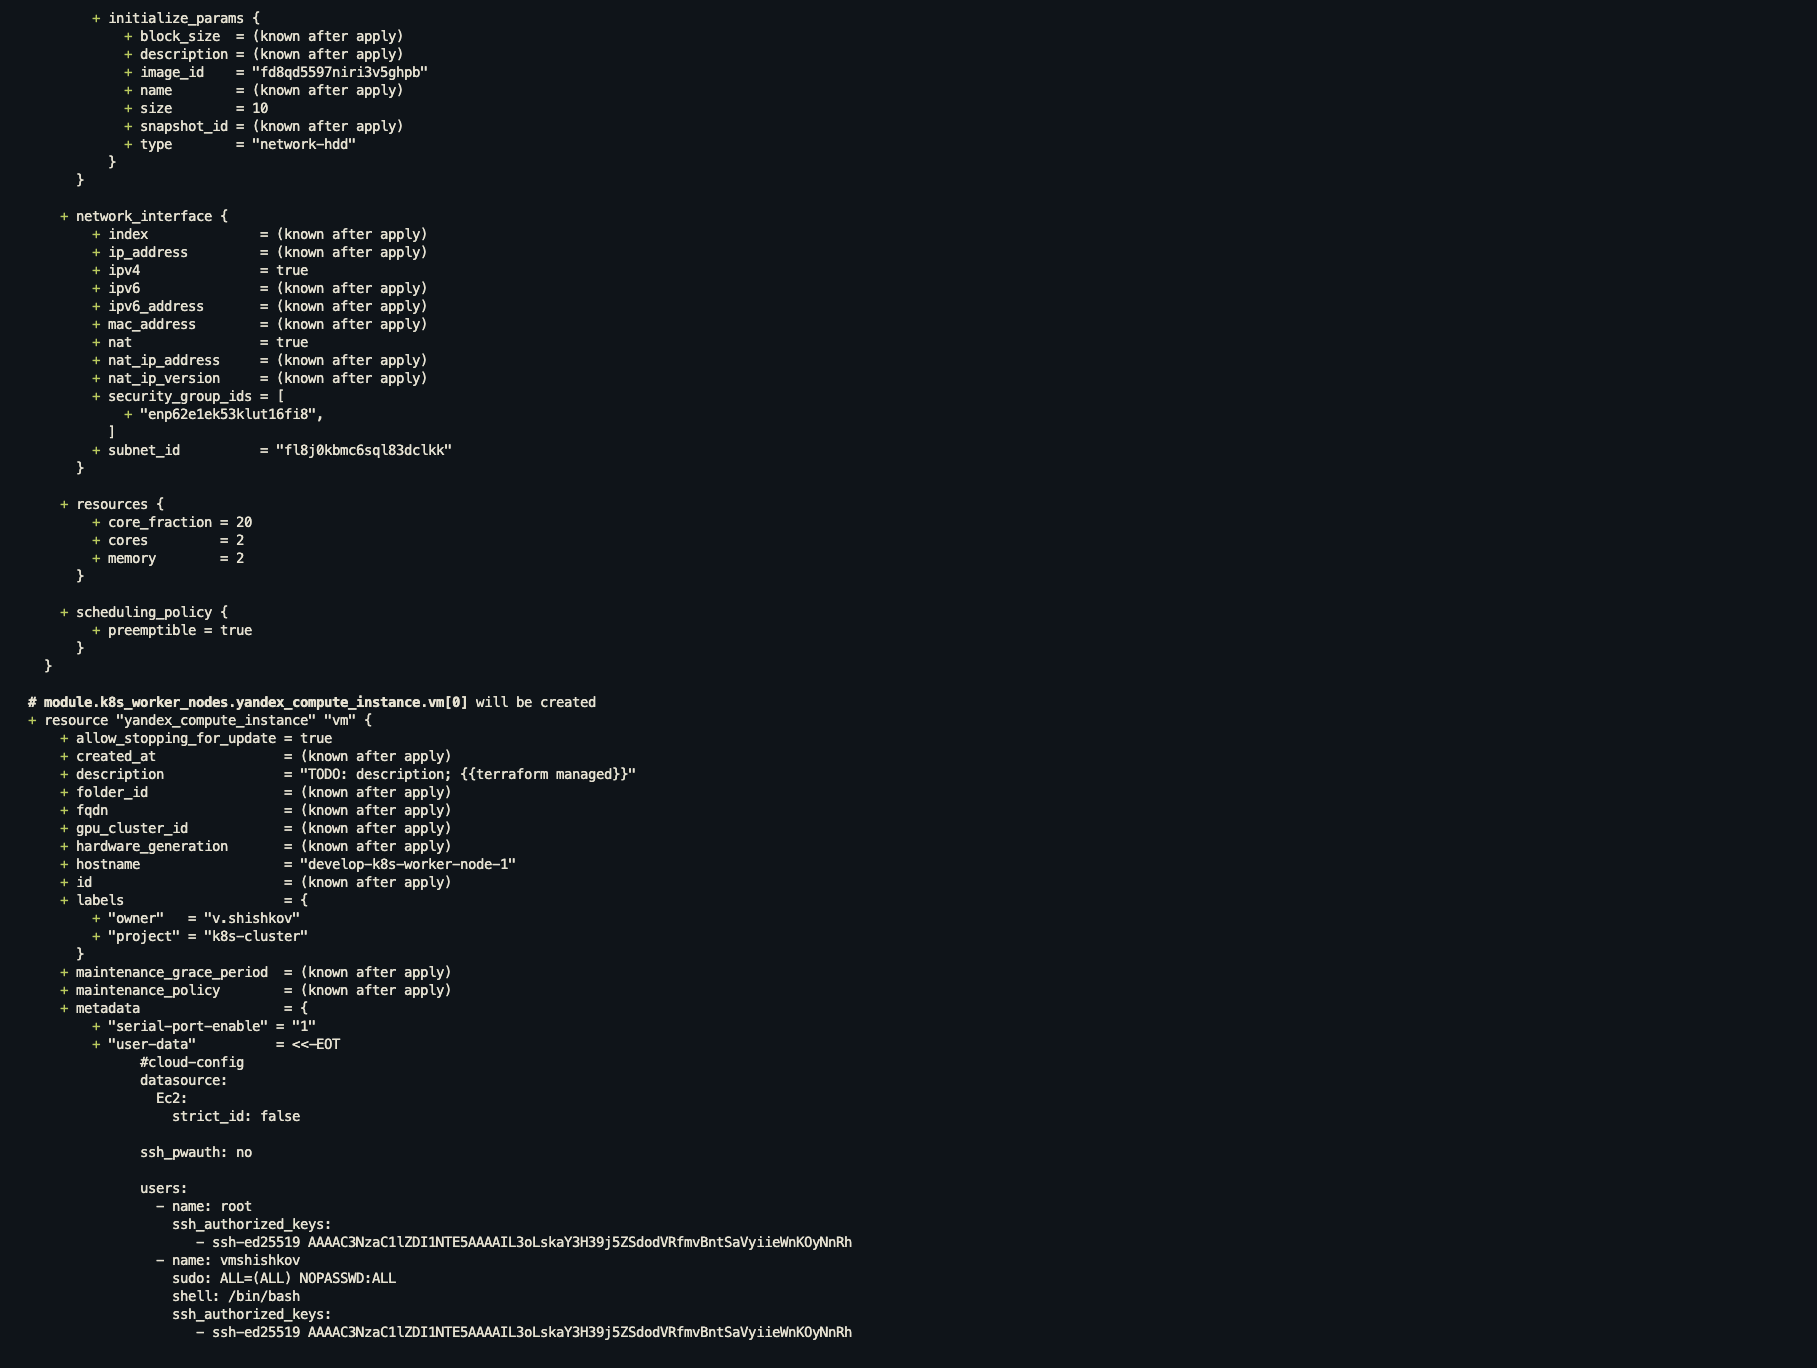 + initialize_params {
+ block_size  = (known after apply)
+ description = (known after apply)
+ image_id    = "fd8qd5597niri3v5ghpb"
+ name        = (known after apply)
+ size        = 10
+ snapshot_id = (known after apply)
+ type        = "network-hdd"
}
}
+ network_interface {
+ index              = (known after apply)
+ ip_address         = (known after apply)
+ ipv4               = true
+ ipv6               = (known after apply)
+ ipv6_address       = (known after apply)
+ mac_address        = (known after apply)
+ nat                = true
+ nat_ip_address     = (known after apply)
+ nat_ip_version     = (known after apply)
+ security_group_ids = [
+ "enp62e1ek53klut16fi8",
]
+ subnet_id          = "fl8j0kbmc6sql83dclkk"
}
+ resources {
+ core_fraction = 20
+ cores         = 2
+ memory        = 2
}
+ scheduling_policy {
+ preemptible = true
}
}
# module.k8s_worker_nodes.yandex_compute_instance.vm[0] will be created
+ resource "yandex_compute_instance" "vm" {
+ allow_stopping_for_update = true
+ created_at                = (known after apply)
+ description               = "TODO: description; {{terraform managed}}"
+ folder_id                 = (known after apply)
+ fqdn                      = (known after apply)
+ gpu_cluster_id            = (known after apply)
+ hardware_generation       = (known after apply)
+ hostname                  = "develop-k8s-worker-node-1"
+ id                        = (known after apply)
+ labels                    = {
+ "owner"   = "v.shishkov"
+ "project" = "k8s-cluster"
}
+ maintenance_grace_period  = (known after apply)
+ maintenance_policy        = (known after apply)
+ metadata                  = {
+ "serial-port-enable" = "1"
+ "user-data"          = <<-EOT
#cloud-config
datasource:
Ec2:
strict_id: false
ssh_pwauth: no
users:
- name: root
ssh_authorized_keys:
- ssh-ed25519 AAAAC3NzaC1lZDI1NTE5AAAAIL3oLskaY3H39j5ZSdodVRfmvBntSaVyiieWnKOyNnRh
- name: vmshishkov
sudo: ALL=(ALL) NOPASSWD:ALL
shell: /bin/bash
ssh_authorized_keys:
- ssh-ed25519 AAAAC3NzaC1lZDI1NTE5AAAAIL3oLskaY3H39j5ZSdodVRfmvBntSaVyiieWnKOyNnRh